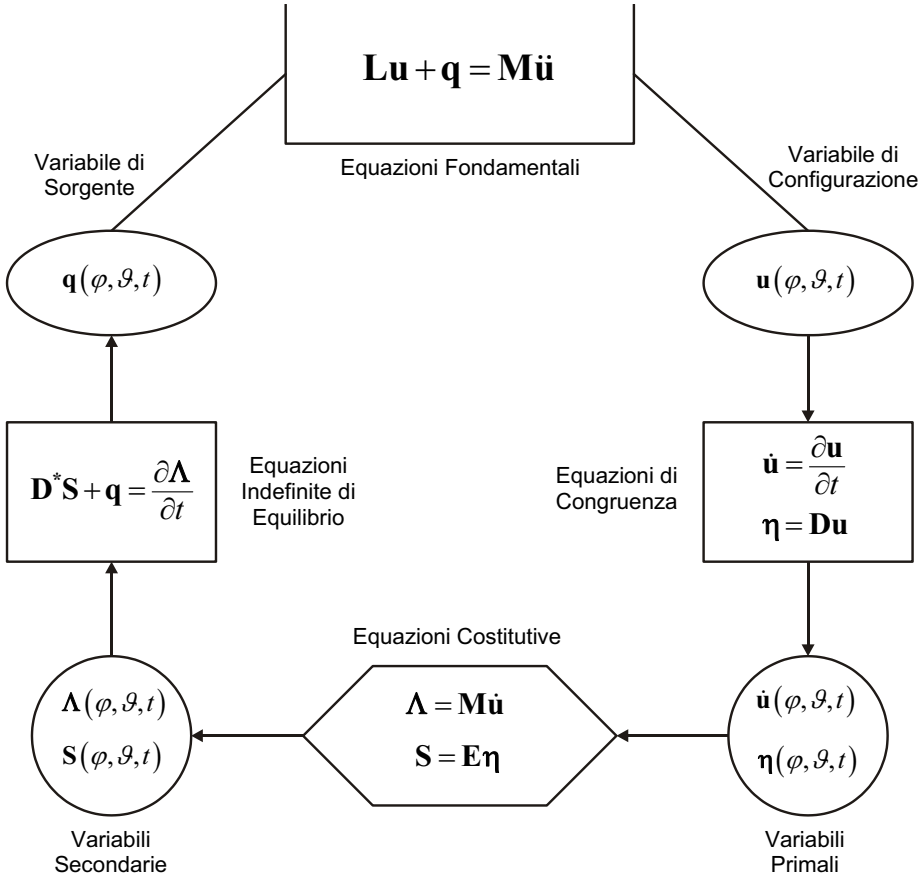 Lu + q = Mü
Equazioni Fondamentali
Variabile di
Sorgente
Variabile di
Configurazione
q(φ,ϑ,t)
u(φ,ϑ,t)
D*S + q = ∂Λ/∂t
Equazioni
Indefinite di
Equilibrio
Equazioni di
Congruenza
u̇ = ∂u/∂t
η = Du
Equazioni Costitutive
Λ(φ,ϑ,t)
S(φ,ϑ,t)
Λ = Mu̇
S = Eη
u̇(φ,ϑ,t)
η(φ,ϑ,t)
Variabili
Secondarie
Variabili
Primali